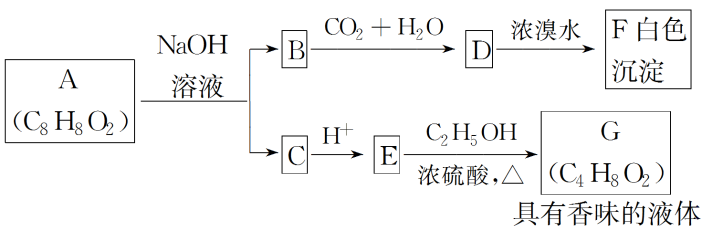 NaOH
溶液
A
(C₈H₈O₂)
B
CO₂+H₂O
D
浓溴水
F白色
沉淀
C
H⁺
E
C₂H₅OH
浓硫酸,△
G
(C₄H₈O₂)
具有香味的液体